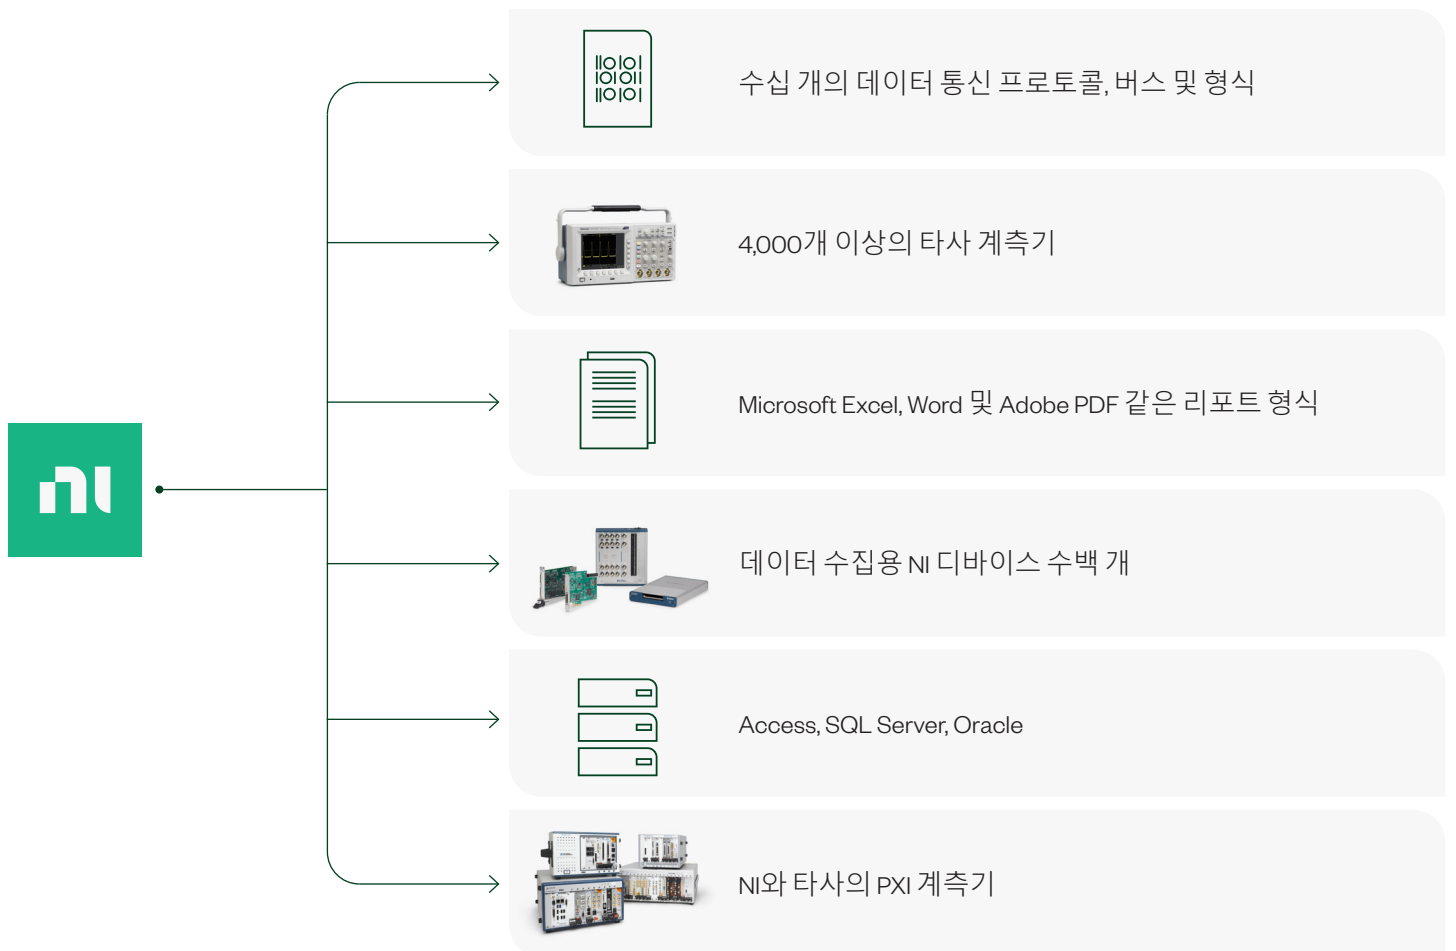 수십 개의 데이터 통신 프로토콜, 버스 및 형식
4,000개 이상의 타사 계측기
Microsoft Excel, Word 및 Adobe PDF 같은 리포트 형식
ni
데이터 수집용 NI 디바이스 수백 개
Access, SQL Server, Oracle
NI와 타사의 PXI 계측기